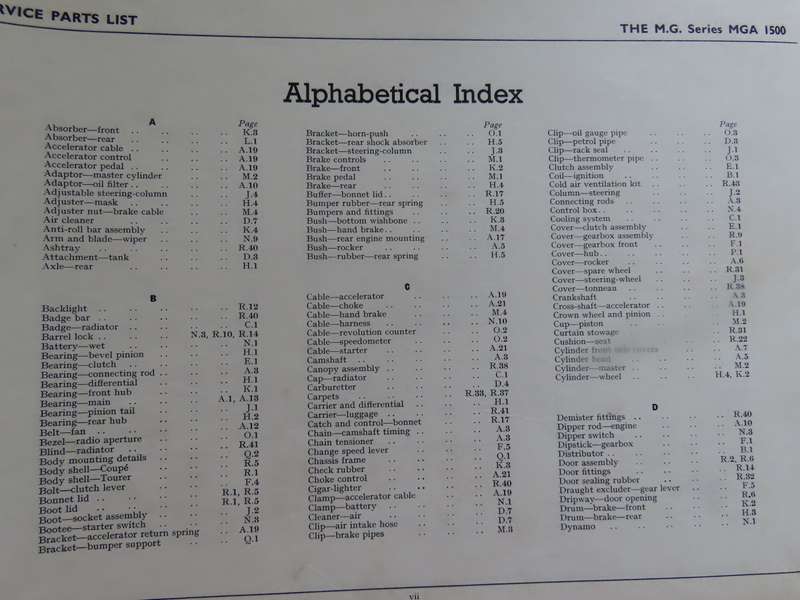 RVICE PARTS LIST
THE M.G. Series MGA 1500
Alphabetical Index
A
Page
Absorber—front .. .. .. .. K.3
Absorber—rear .. .. .. L.1
Accelerator cable .. .. .. .. A.19
Accelerator control .. .. .. A.19
Accelerator pedal .. .. .. .. A.19
Adaptor—master cylinder .. .. M.2
Adaptor—oil filter .. .. .. .. A.10
Adjustable steering-column .. .. J.4
Adjuster—mask .. .. .. .. H.4
Adjuster nut—brake cable .. .. M.4
Air cleaner .. .. .. .. D.7
Anti-roll bar assembly .. .. K.4
Arm and blade—wiper .. .. N.9
Ashtray .. .. .. .. R.40
Attachment—tank .. .. .. D.3
Axle—rear .. .. .. .. H.1
B
Backlight .. .. .. .. R.12
Badge bar .. .. .. .. R.40
Badge—radiator .. .. .. C.1
Barrel lock .. .. N.3, R.10, R.14
Battery—wet .. .. .. N.1
Bearing—bevel pinion .. .. H.1
Bearing—clutch .. .. .. E.1
Bearing—connecting rod .. .. A.3
Bearing—differential .. .. H.1
Bearing—front hub .. .. K.1
Bearing—main .. .. A.1, A.13
Bearing—pinion tail .. .. J.1
Bearing—rear hub .. .. H.2
Belt—fan .. .. .. A.12
Bezel—radio aperture .. .. O.1
Blind—radiator .. .. .. R.41
Body mounting details .. .. Q.2
Body shell—Coupé .. .. R.5
Body shell—Tourer .. .. R.1
Bolt—clutch lever .. .. F.4
Bonnet lid .. .. .. R.1, R.5
Boot lid .. .. .. R.1, R.5
Boot—socket assembly .. .. J.2
Bootee—starter switch .. .. N.3
Bracket—accelerator return spring .. A.19
Bracket—bumper support .. .. Q.1
Page
Bracket—horn-push .. .. .. O.1
Bracket—rear shock absorber .. .. H.5
Bracket—steering-column .. .. J.3
Brake controls .. .. .. M.1
Brake—front .. .. .. K.2
Brake pedal .. .. .. M.1
Brake—rear .. .. .. H.4
Buffer—bonnet lid .. .. .. R.17
Bumper rubber—rear spring .. .. H.5
Bumpers and fittings .. .. R.20
Bush—bottom wishbone .. .. K.3
Bush—hand brake .. .. .. M.4
Bush—rear engine mounting .. .. A.17
Bush—rocker .. .. .. A.5
Bush—rubber—rear spring .. .. H.5
C
Cable—accelerator .. .. .. A.19
Cable—choke .. .. .. A.21
Cable—hand brake .. .. .. M.4
Cable—harness .. .. .. N.10
Cable—revolution counter .. .. O.2
Cable—speedometer .. .. O.2
Cable—starter .. .. .. A.21
Camshaft .. .. .. .. A.3
Canopy assembly .. .. .. R.38
Cap—radiator .. .. .. C.1
Carburetter .. .. .. D.4
Carpets .. .. .. R.33, R.37
Carrier and differential .. .. H.1
Carrier—luggage .. .. .. R.41
Catch and control—bonnet .. .. R.17
Chain—camshaft timing .. .. A.3
Chain tensioner .. .. .. A.3
Change speed lever .. .. F.5
Chassis frame .. .. .. Q.1
Check rubber .. .. .. K.3
Choke control .. .. .. A.21
Cigar-lighter .. .. .. R.40
Clamp—accelerator cable .. .. A.19
Clamp—battery .. .. .. N.1
Cleaner—air .. .. .. D.7
Clip—air intake hose .. .. D.7
Clip—brake pipes .. .. .. M.3
Page
Clip—oil gauge pipe .. .. .. O.3
Clip—petrol pipe .. .. .. D.3
Clip—rack seal .. .. .. J.1
Clip—thermometer pipe .. .. O.3
Clutch assembly .. .. .. E.1
Coil—ignition .. .. .. B.1
Cold air ventilation kit .. .. R.43
Column—steering .. .. .. J.2
Connecting rods .. .. .. A.3
Control box .. .. .. .. N.4
Cooling system .. .. .. C.1
Cover—clutch assembly .. .. E.1
Cover—gearbox assembly .. .. R.9
Cover—gearbox front .. .. F.1
Cover—hub .. .. .. .. P.1
Cover—rocker .. .. .. A.6
Cover—spare wheel .. .. R.31
Cover—steering-wheel .. .. J.3
Cover—tonneau .. .. .. R.38
Crankshaft .. .. .. A.3
Cross-shaft—accelerator .. .. A.19
Crown wheel and pinion .. .. H.1
Cup—piston .. .. .. M.2
Curtain stowage .. .. .. R.31
Cushion—seat .. .. .. R.22
Cylinder front side covers .. .. A.7
Cylinder head .. .. .. A.5
Cylinder—master .. .. .. M.2
Cylinder—wheel .. .. .. H.4, K.2
D
Demister fittings .. .. .. R.40
Dipper rod—engine .. .. A.10
Dipper switch .. .. .. N.3
Dipstick—gearbox .. .. F.1
Distributor .. .. .. .. B.1
Door assembly .. .. .. R.2, R.6
Door fittings .. .. .. R.14
Door sealing rubber .. .. R.32
Draught excluder—gear lever .. .. F.5
Dripway—door opening .. .. R.6
Drum—brake—front .. .. K.2
Drum—brake—rear .. .. H.3
Dynamo .. .. .. .. N.1
vii